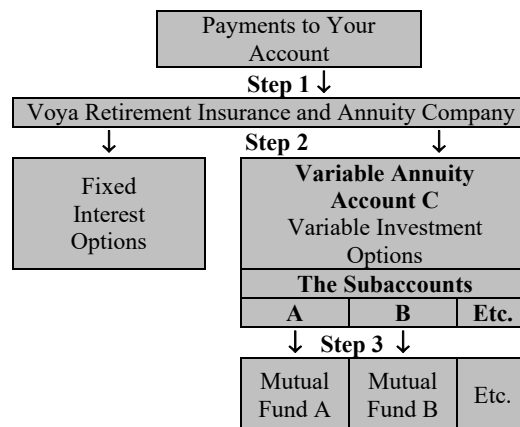 Payments to Your
Account
Step 1 ↓
Voya Retirement Insurance and Annuity Company
↓ Step 2 ↓
Fixed
Interest
Options
Variable Annuity
Account C
Variable Investment
Options
The Subaccounts
A B Etc.
↓ Step 3 ↓
Mutual
Fund A
Mutual
Fund B
Etc.